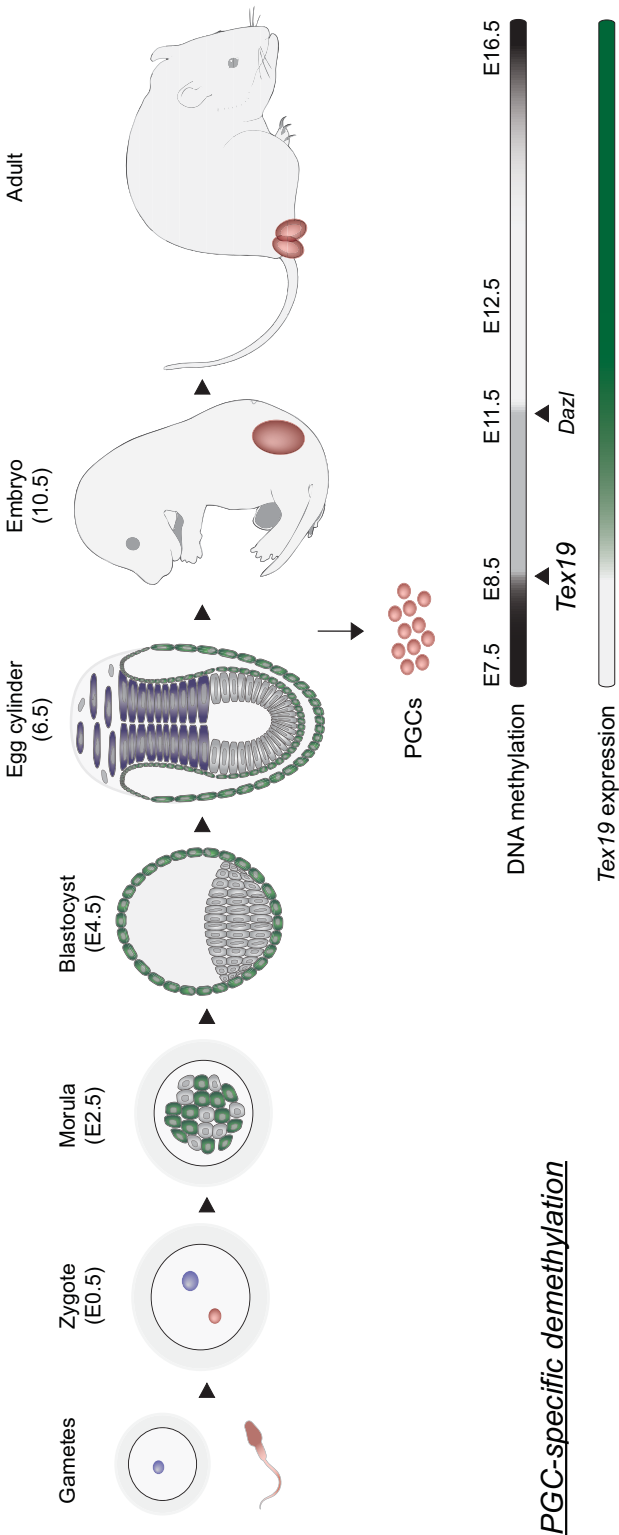 Gametes
Zygote
(E0.5)
Morula
(E2.5)
Blastocyst
(E4.5)
Egg cylinder
(6.5)
Embryo
(10.5)
Adult
PGCs
PGC-specific demethylation
E7.5
E8.5
E11.5
E12.5
E16.5
DNA methylation
Tex19
Dazl
Tex19 expression